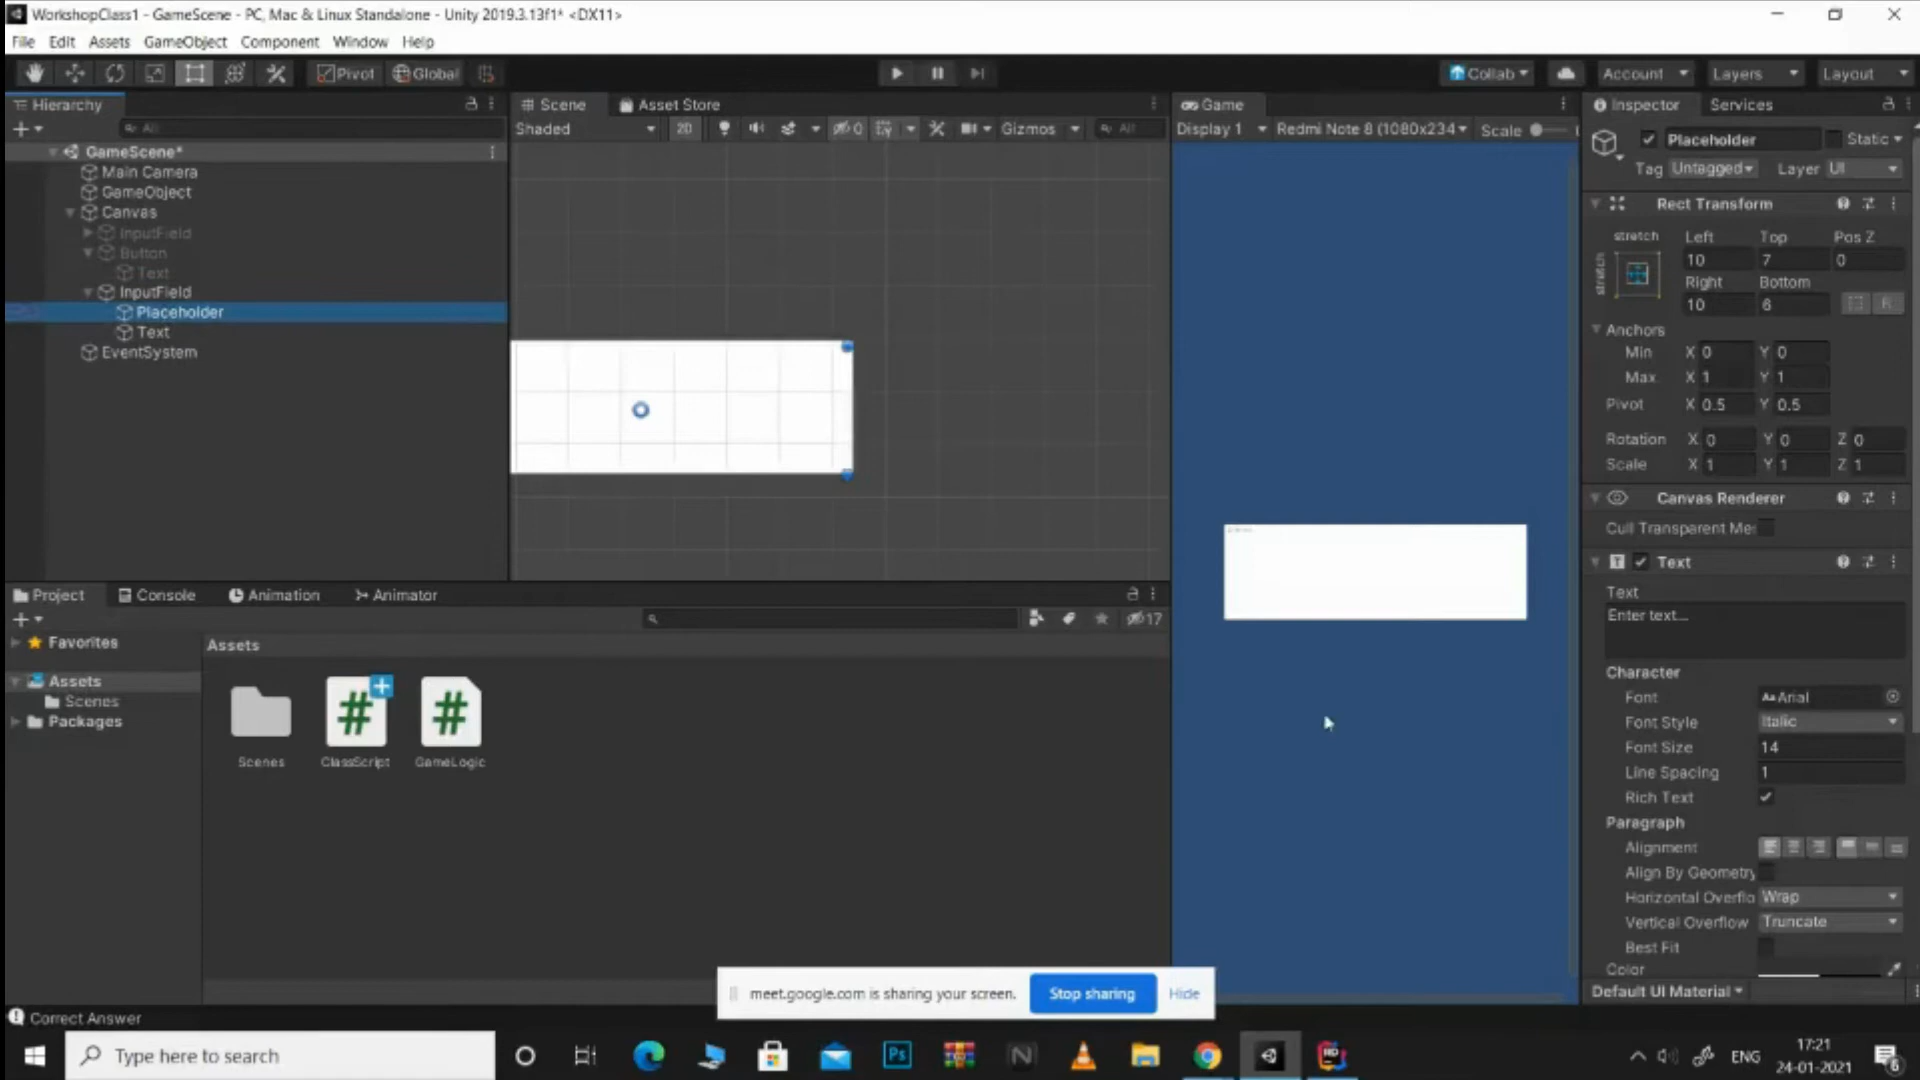 WorkshopClass1 - GameScene - PC, Mac & Linux Standalone - Unity 2019.3.13f1* <DX11>
File Edit Assets GameObject Component Window Help
Pivot Global Collab Account Layers Layout
Hierarchy
All
GameScene*
Main Camera
GameObject
Canvas
InputField
Button
Text
InputField
Placeholder
Text
EventSystem
Scene Asset Store
Shaded 2D 0 Gizmos All
Game
Display 1 Redmi Note 8 (1080x234 Scale
Inspector Services
Placeholder Static
Tag Untagged Layer UI
Rect Transform
stretch Left Top Pos Z
stretch
10 7 0
Right Bottom
10 6 R
Anchors
Min X 0 Y 0
Max X 1 Y 1
Pivot X 0.5 Y 0.5
Rotation X 0 Y 0 Z 0
Scale X 1 Y 1 Z 1
Canvas Renderer
Cull Transparent Me
Text
Text
Enter text...
Character
Font Aa Arial
Font Style Italic
Font Size 14
Line Spacing 1
Rich Text
Paragraph
Alignment
Align By Geometry
Horizontal Overflo Wrap
Vertical Overflow Truncate
Best Fit
Color
Default UI Material
Project Console Animation Animator
17
Favorites
Assets
Scenes
Packages
Assets
Scenes ClassScript GameLogic
meet.google.com is sharing your screen. Stop sharing Hide
Correct Answer
Type here to search
Ps
N
ENG
17:21
24-01-2021
6